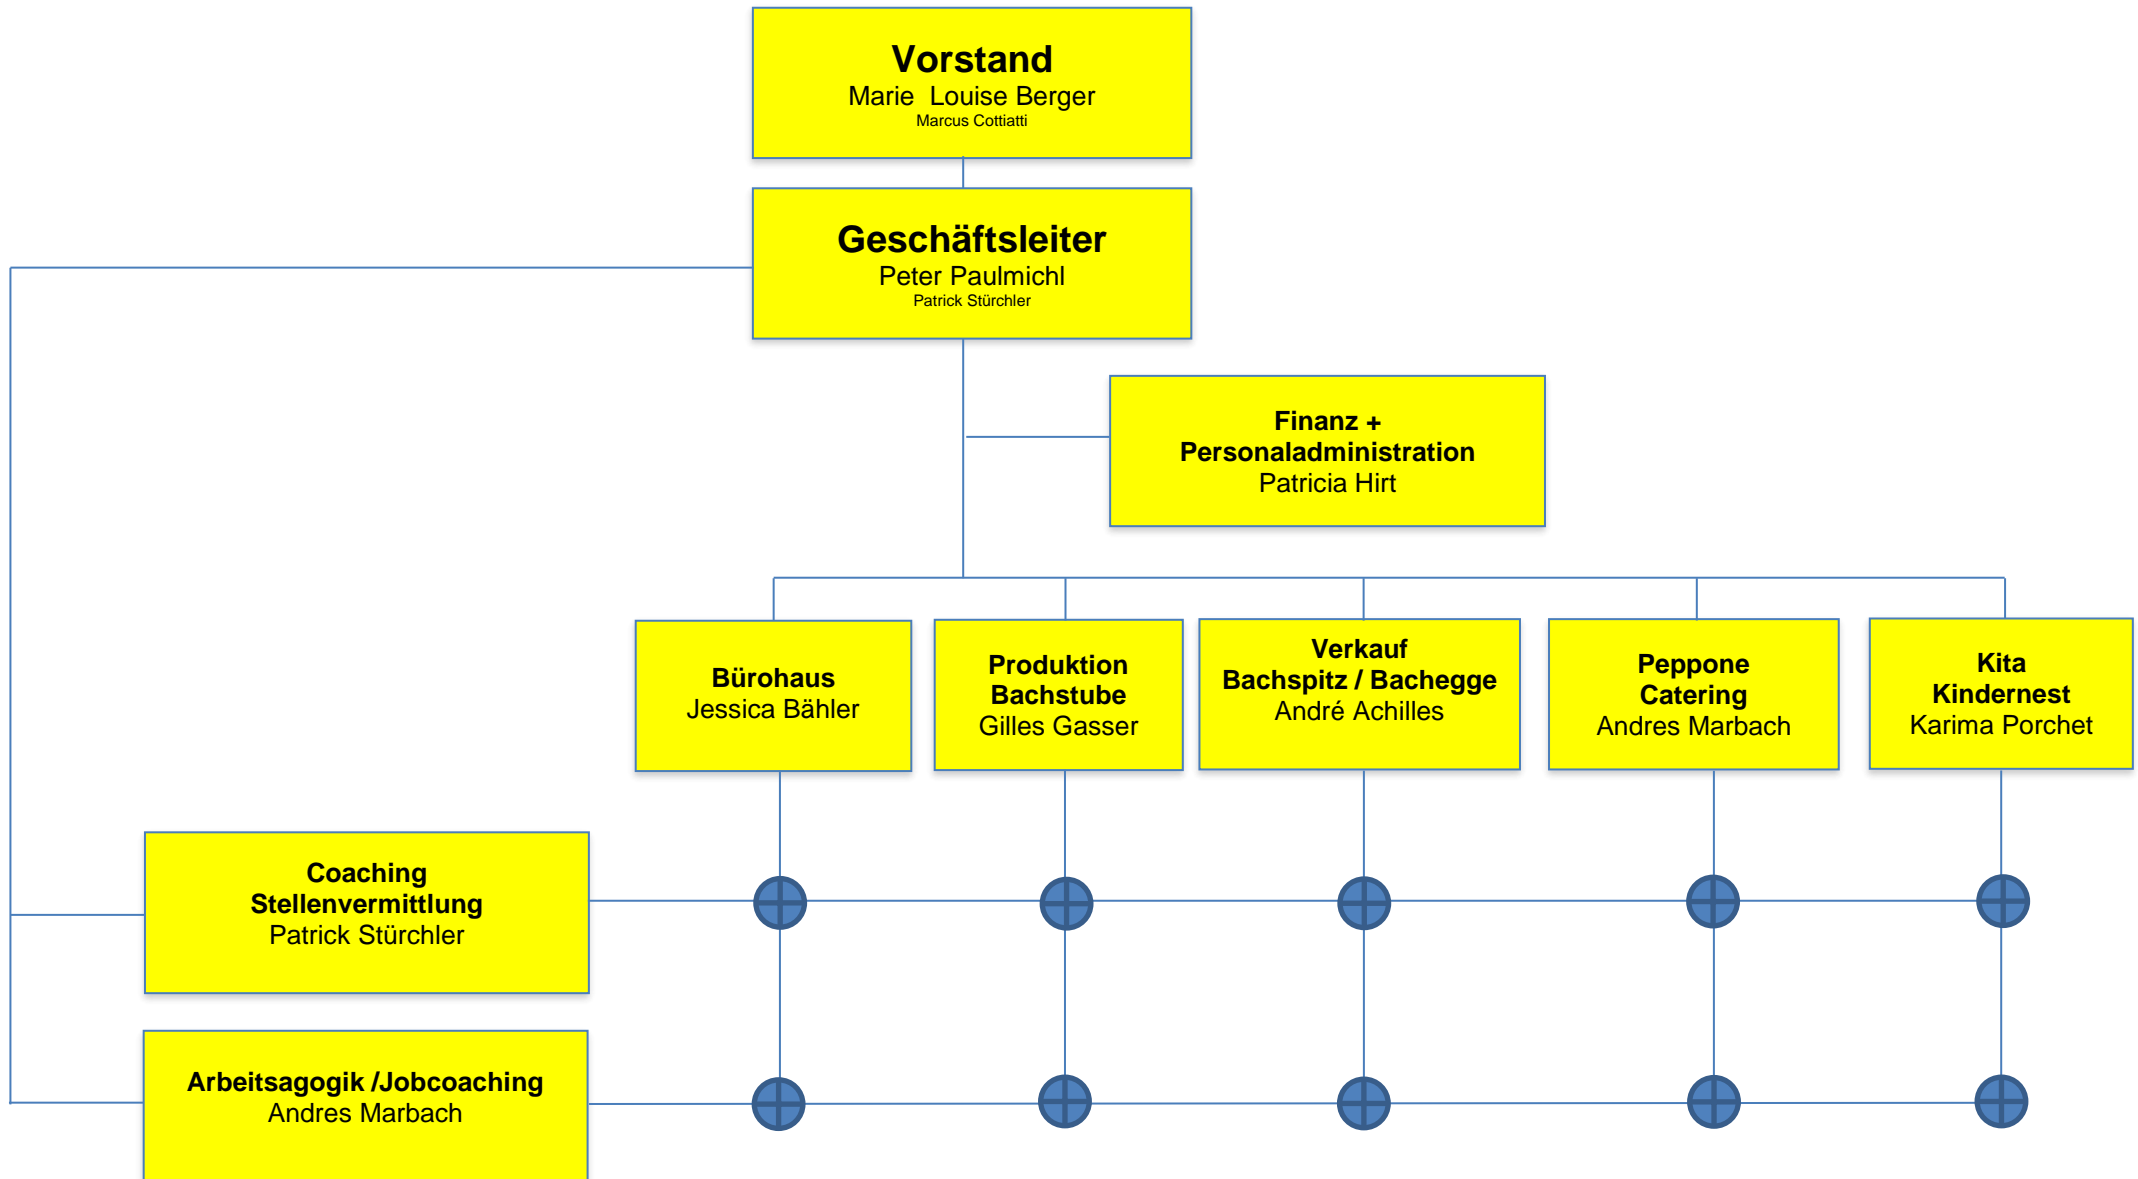 Vorstand
Marie  Louise Berger
Marcus Cottiatti
Geschäftsleiter
Peter Paulmichl
Patrick Stürchler
Finanz +
Personaladministration
Patricia Hirt
Bürohaus
Jessica Bähler
Produktion
Bachstube
Gilles Gasser
Verkauf
Bachspitz / Bachegge
André Achilles
Peppone
Catering
Andres Marbach
Kita
Kindernest
Karima Porchet
Coaching
Stellenvermittlung
Patrick Stürchler
Arbeitsagogik /Jobcoaching
Andres Marbach